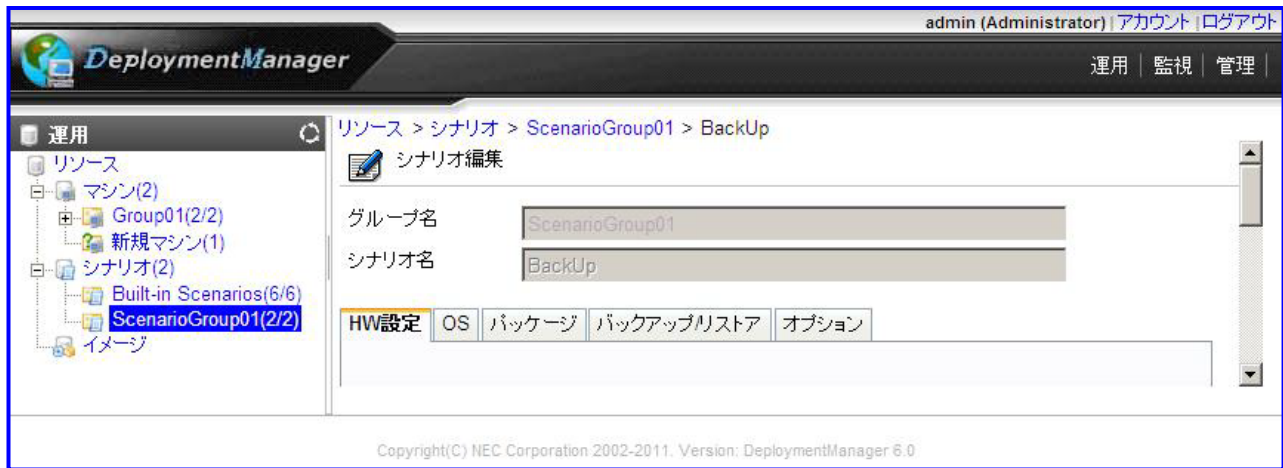 admin (Administrator) | アカウント | ログアウト
DeploymentManager
運用 | 監視 | 管理 |
運用
リソース
マシン(2)
Group01(2/2)
新規マシン(1)
シナリオ(2)
Built-in Scenarios(6/6)
ScenarioGroup01(2/2)
イメージ
リソース > シナリオ > ScenarioGroup01 > BackUp
シナリオ編集
グループ名 ScenarioGroup01
シナリオ名 BackUp
HW設定 OS パッケージ バックアップ/リストア オプション
Copyright(C) NEC Corporation 2002-2011. Version: DeploymentManager 6.0